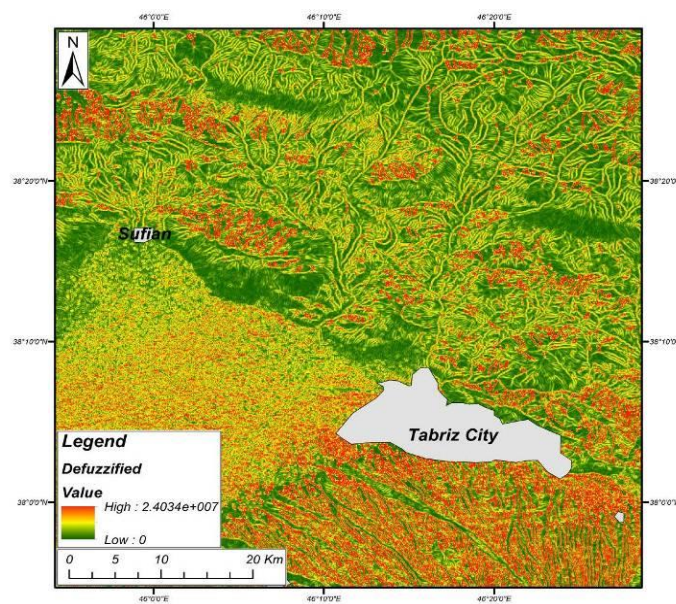 46°0'0"E 46°10'0"E 46°20'0"E
N
38°20'0"N 38°20'0"N
Sufian
38°10'0"N 38°10'0"N
Tabriz City
Legend
Defuzzified
Value
High : 2.4034e+007
Low : 0
38°0'0"N 38°0'0"N
0 5 10 20 Km
46°0'0"E 46°10'0"E 46°20'0"E